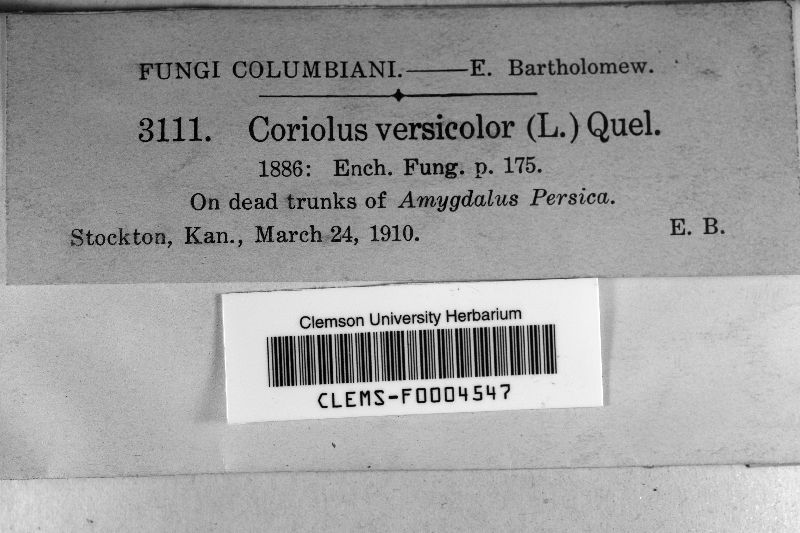 FUNGI COLUMBIANI.——E. Bartholomew.
3111. Coriolus versicolor (L.) Quel.
1886: Ench. Fung. p. 175.
On dead trunks of Amygdalus Persica.
Stockton, Kan., March 24, 1910. E. B.
Clemson University Herbarium
CLEMS-F0004547